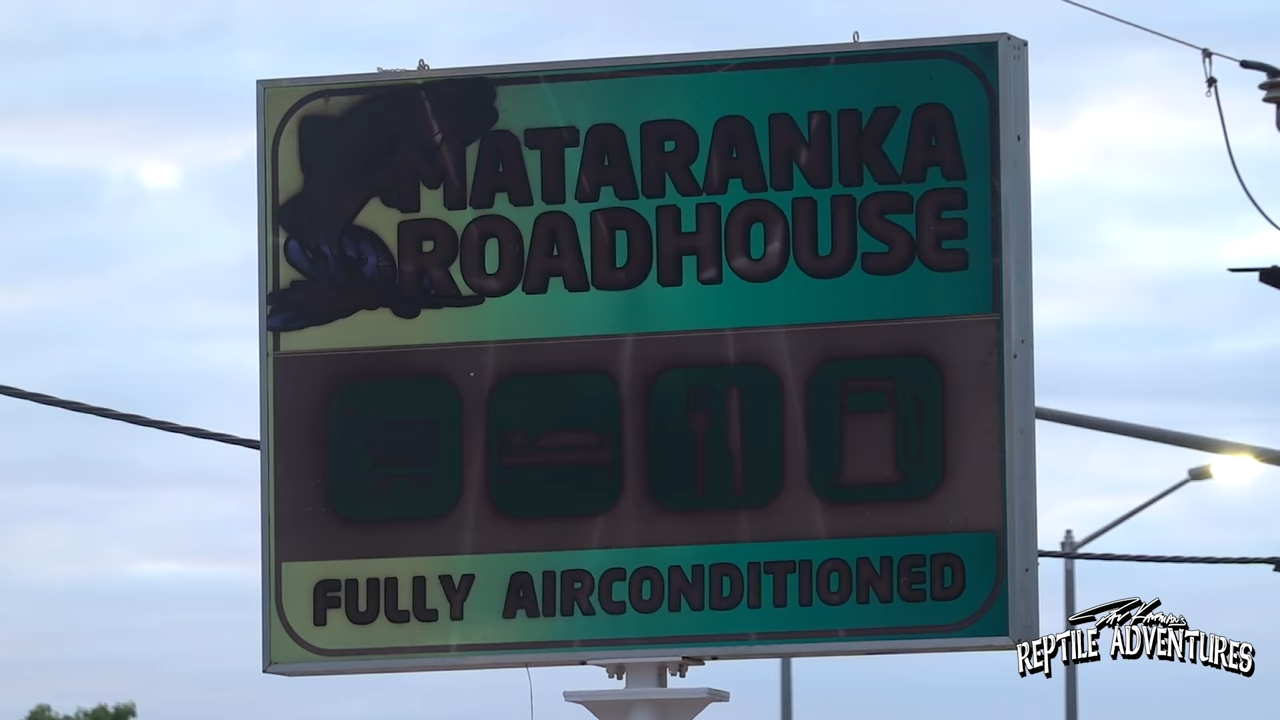 MATARANKA
ROADHOUSE
FULLY AIRCONDITIONED
REPTILE ADVENTURES